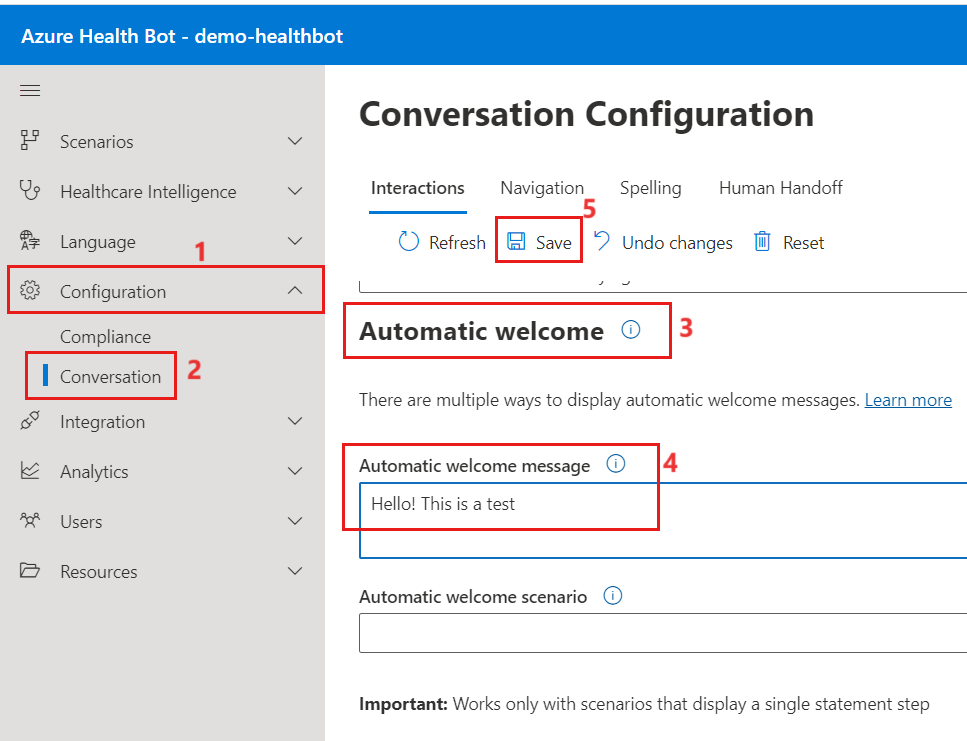 Azure Health Bot - demo-healthbot
Scenarios
Healthcare Intelligence
Language
1
Configuration
Compliance
Conversation
2
Integration
Analytics
Users
Resources
Conversation Configuration
Interactions Navigation Spelling Human Handoff
5
Refresh Save Undo changes Reset
Automatic welcome
3
There are multiple ways to display automatic welcome messages. Learn more
Automatic welcome message
4
Hello! This is a test
Automatic welcome scenario
Important: Works only with scenarios that display a single statement step